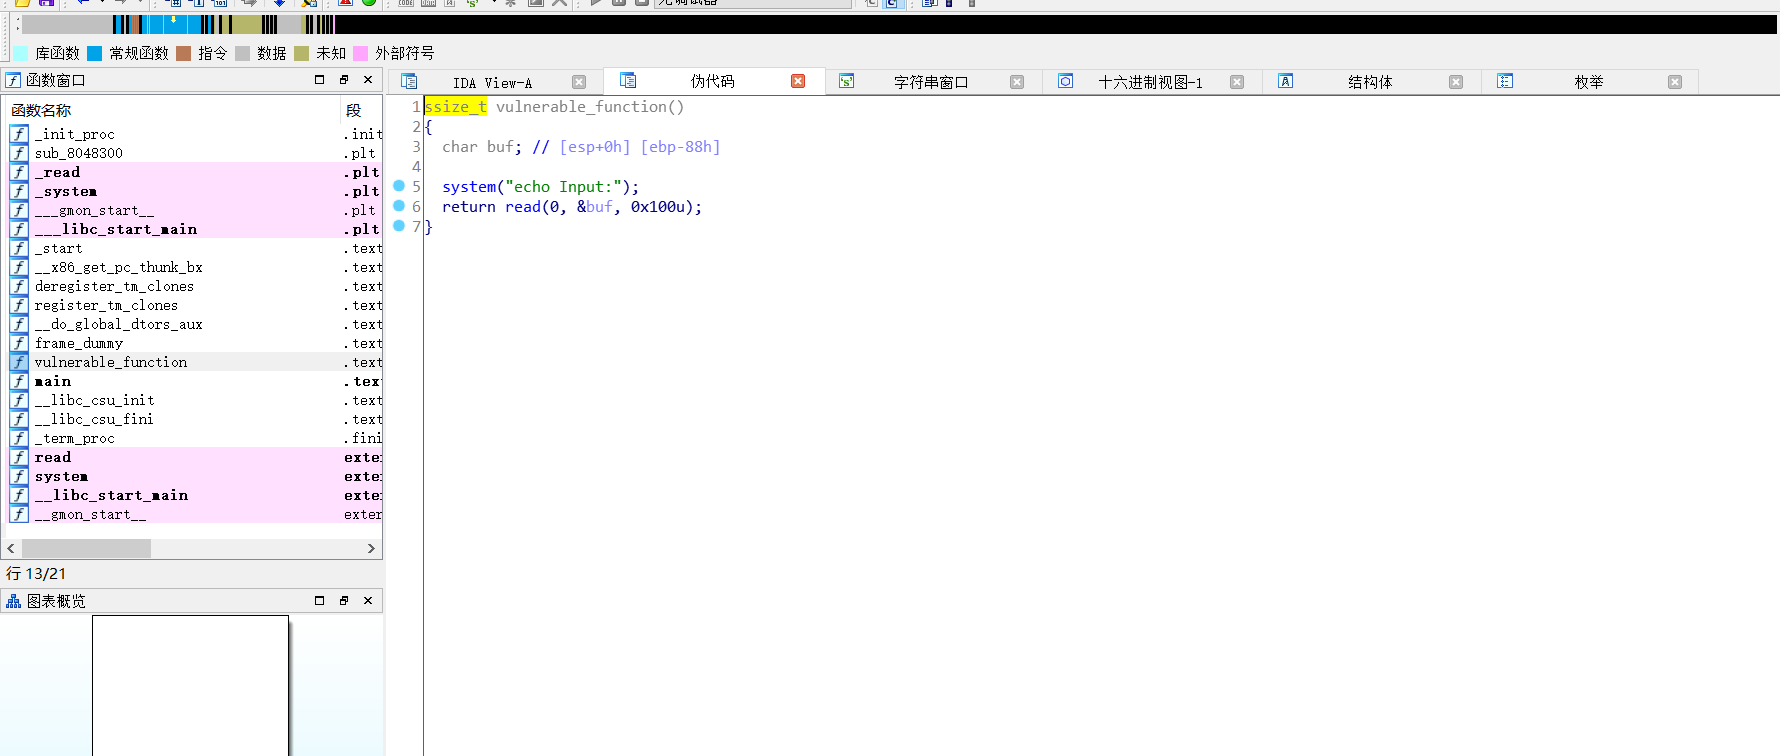 库函数 常规函数 指令 数据 未知 外部符号
函数窗口
函数名称 段
_init_proc .init
sub_8048300 .plt
_read .plt
_system .plt
___gmon_start__ .plt
___libc_start_main .plt
_start .text
__x86_get_pc_thunk_bx .text
deregister_tm_clones .text
register_tm_clones .text
__do_global_dtors_aux .text
frame_dummy .text
vulnerable_function .text
main .tex
__libc_csu_init .text
__libc_csu_fini .text
_term_proc .fini
read exte
system exte
__libc_start_main exte
__gmon_start__ exter
行 13/21
图表概览
IDA View-A 伪代码 字符串窗口 十六进制视图-1 结构体 枚举
1 ssize_t vulnerable_function()
2 {
3 char buf; // [esp+0h] [ebp-88h]
4
5 system("echo Input:");
6 return read(0, &buf, 0x100u);
7 }